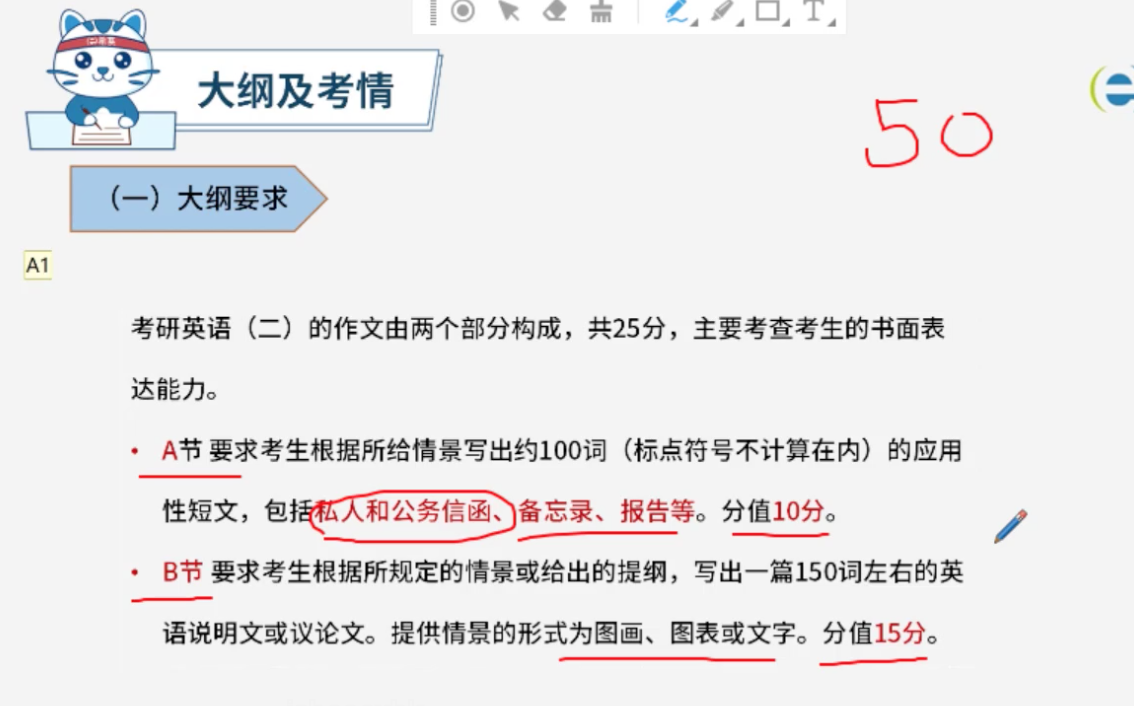 大纲及考情
50
（一）大纲要求
A1
考研英语（二）的作文由两个部分构成，共25分，主要考查考生的书面表
达能力。
• A节 要求考生根据所给情景写出约100词（标点符号不计算在内）的应用
性短文，包括私人和公务信函、备忘录、报告等。分值10分。
• B节 要求考生根据所规定的情景或给出的提纲，写出一篇150词左右的英
语说明文或议论文。提供情景的形式为图画、图表或文字。分值15分。